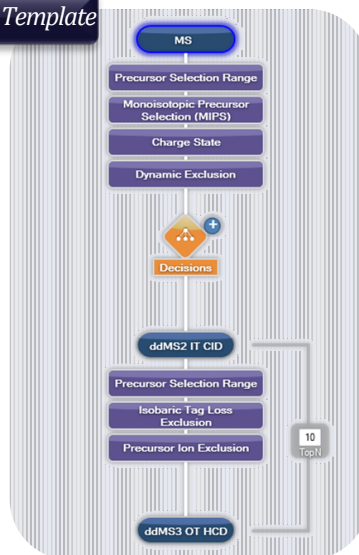 Template
MS
Precursor Selection Range
Monoisotopic Precursor
Selection (MIPS)
Charge State
Dynamic Exclusion
Decisions
ddMS2 IT CID
Precursor Selection Range
Isobaric Tag Loss
Exclusion
10
TopN
Precursor Ion Exclusion
ddMS3 OT HCD